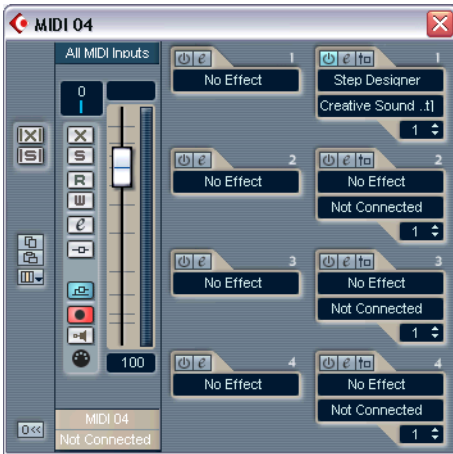 MIDI 04
All MIDI Inputs
0
X
S
R
W
e
100
MIDI 04
Not Connected
X
S
0<<
e 1
No Effect
e 2
No Effect
e 3
No Effect
e 4
No Effect
e 1
Step Designer
Creative Sound ..t]
1
e 2
No Effect
Not Connected
1
e 3
No Effect
Not Connected
1
e 4
No Effect
Not Connected
1